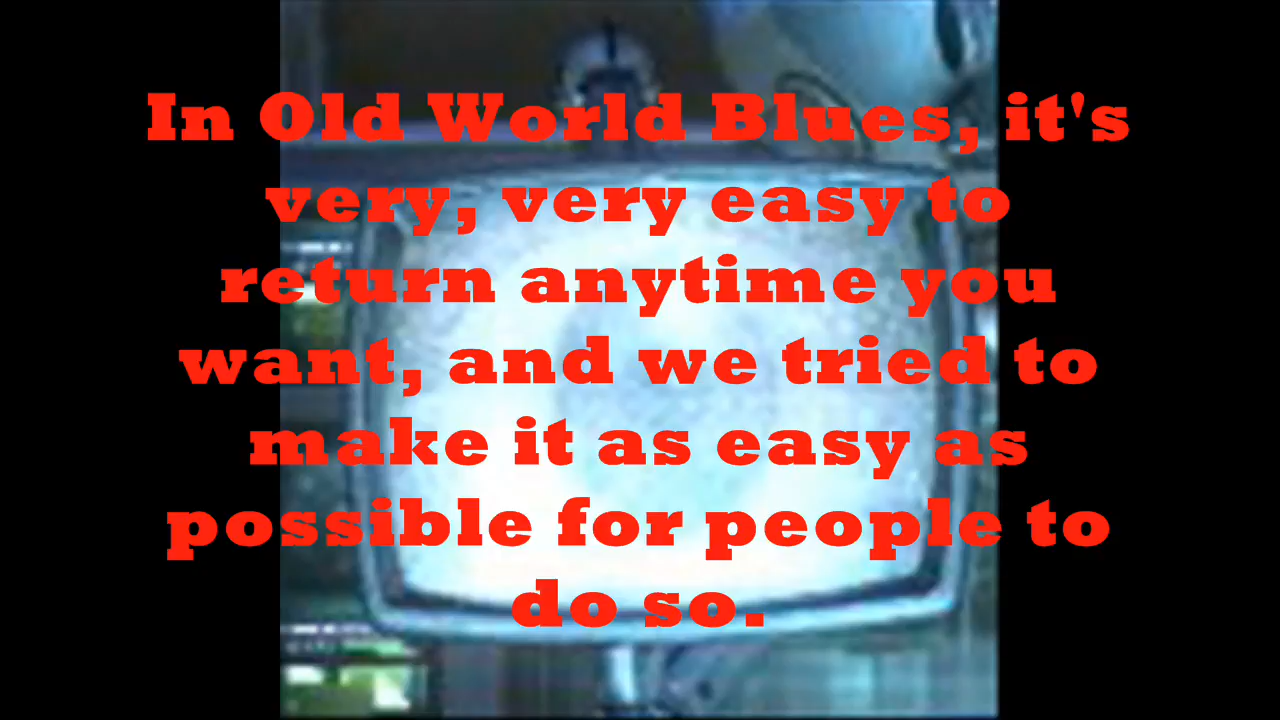 In Old World Blues, it's
very, very easy to
return anytime you
want, and we tried to
make it as easy as
possible for people to
do so.